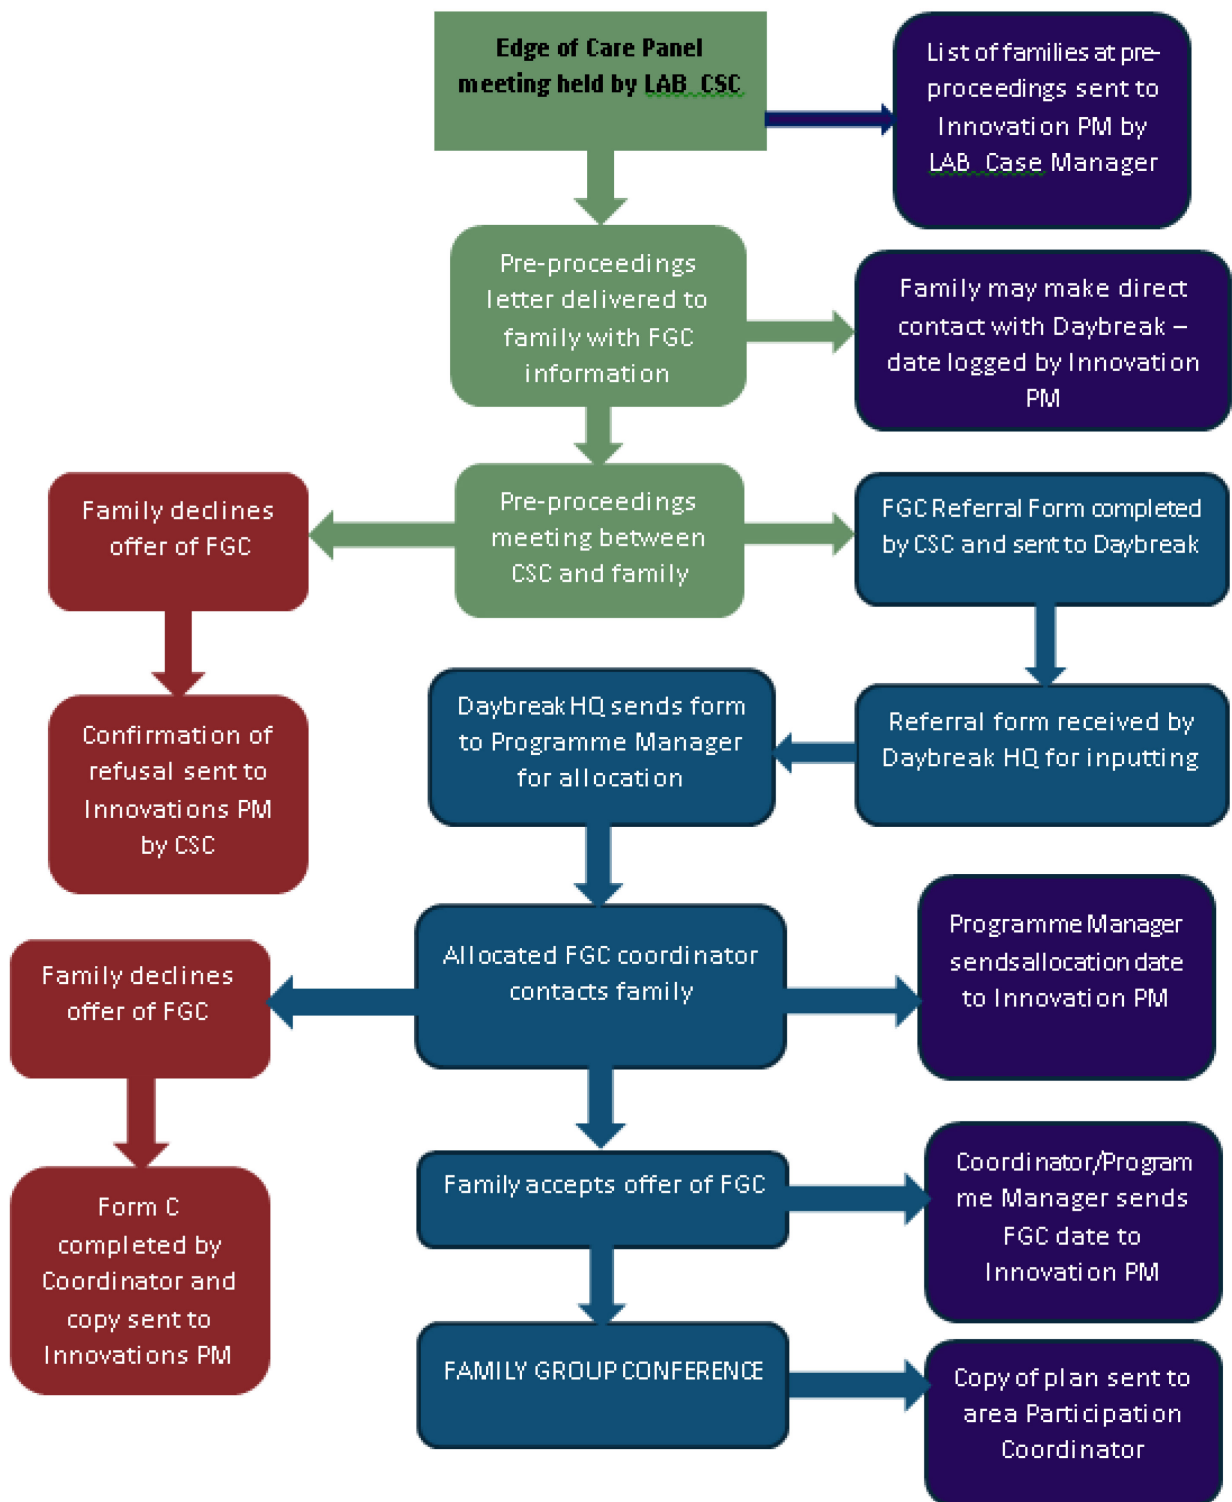 Edge of Care Panel
meeting held by LAB CSC
List of families at pre-
proceedings sent to
Innovation PM by
LAB Case Manager
Pre-proceedings
letter delivered to
family with FGC
information
Family may make direct
contact with Daybreak –
date logged by Innovation
PM
Pre-proceedings
meeting between
CSC and family
Family declines
offer of FGC
FGC Referral Form completed
by CSC and sent to Daybreak
Confirmation of
refusal sent to
Innovations PM
by CSC
Daybreak HQ sends form
to Programme Manager
for allocation
Referral form received by
Daybreak HQ for inputting
Allocated FGC coordinator
contacts family
Programme Manager
sendsallocation date
to Innovation PM
Family declines
offer of FGC
Form C
completed by
Coordinator and
copy sent to
Innovations PM
Family accepts offer of FGC
Coordinator/Program
me Manager sends
FGC date to
Innovation PM
FAMILY GROUP CONFERENCE
Copy of plan sent to
area Participation
Coordinator